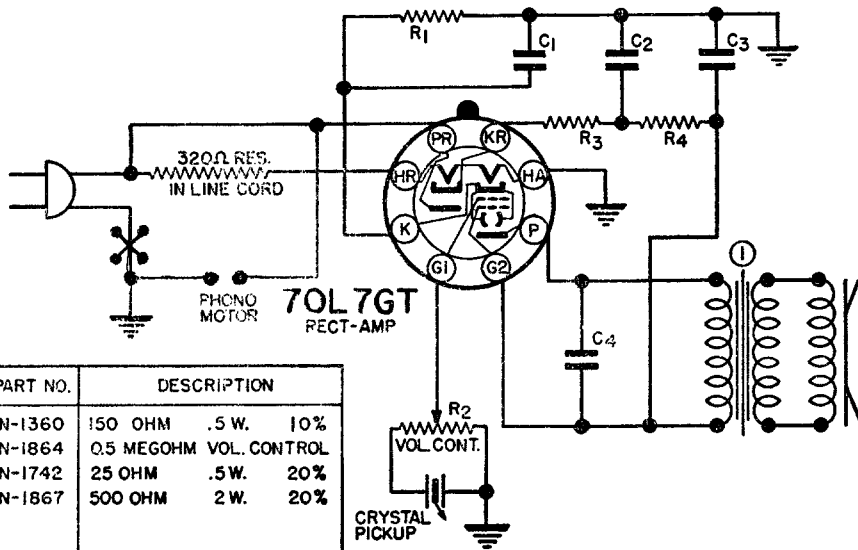 R1
C1
C2
C3
R3
R4
PR
KR
320Ω RES.
IN LINE CORD
HR
HA
K
P
G1
G2
1
PHONO
MOTOR
70L7GT
RECT-AMP
C4
PART NO. DESCRIPTION
N-1360 150 OHM .5 W. 10%
N-1864 0.5 MEGOHM VOL. CONTROL
N-1742 25 OHM .5 W. 20%
N-1867 500 OHM 2 W. 20%
R2
VOL. CONT.
CRYSTAL
PICKUP